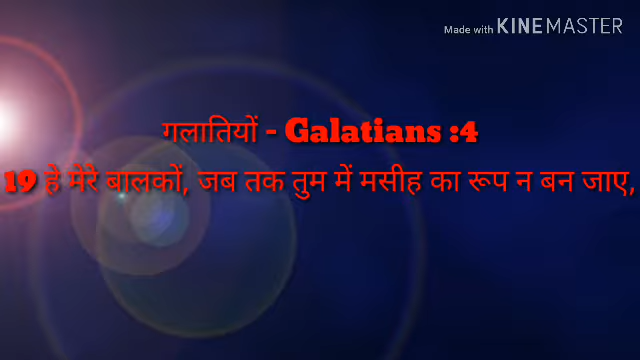 Made with KINEMASTER
गलातियों - Galatians :4
19 हे मेरे बालकों, जब तक तुम में मसीह का रूप न बन जाए,